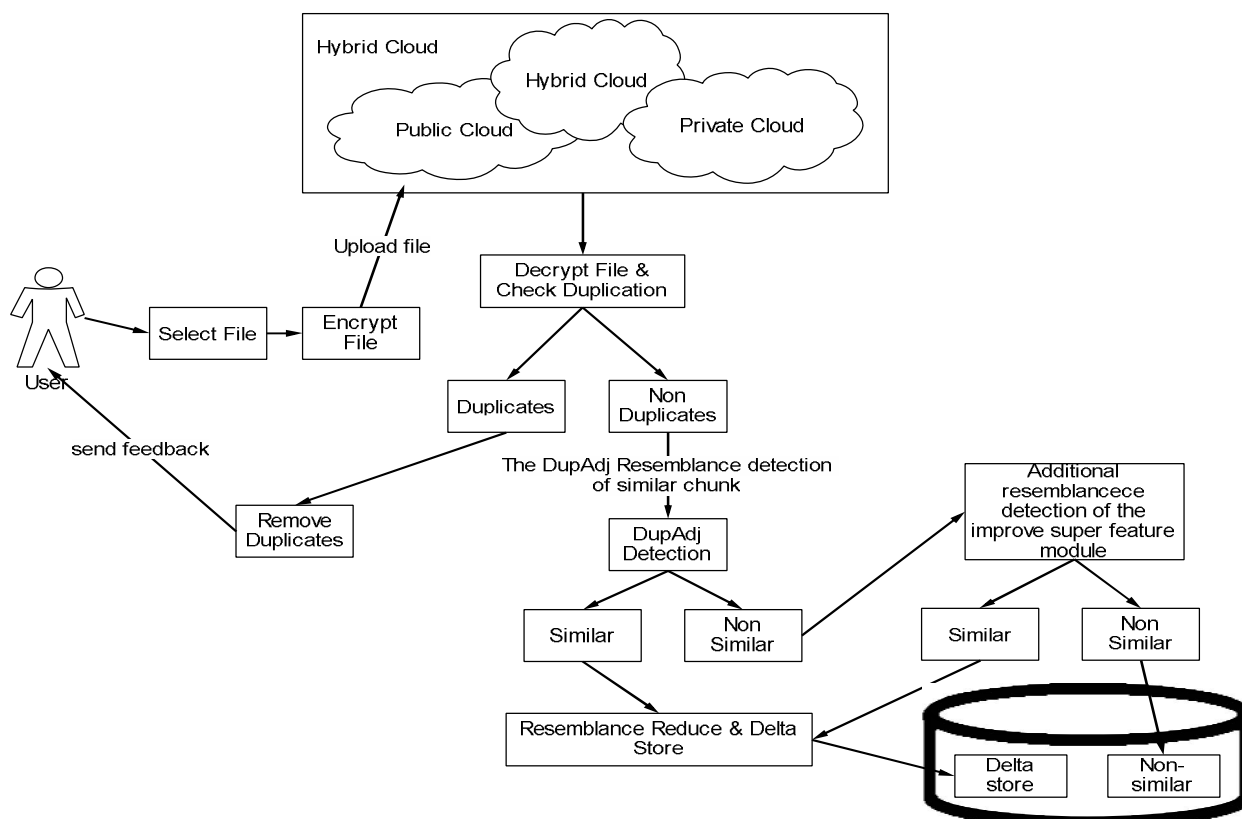 Hybrid Cloud
Hybrid Cloud
Public Cloud
Private Cloud
Upload file
Decrypt File &
Check Duplication
Select File
Encrypt
File
User
Duplicates
Non
Duplicates
send feedback
The DupAdj Resemblance detection
of similar chunk
Remove
Duplicates
DupAdj
Detection
Additional
resemblancece
detection of the
improve super feature
module
Similar
Non
Similar
Similar
Non
Similar
Resemblance Reduce & Delta
Store
Delta
store
Non-
similar